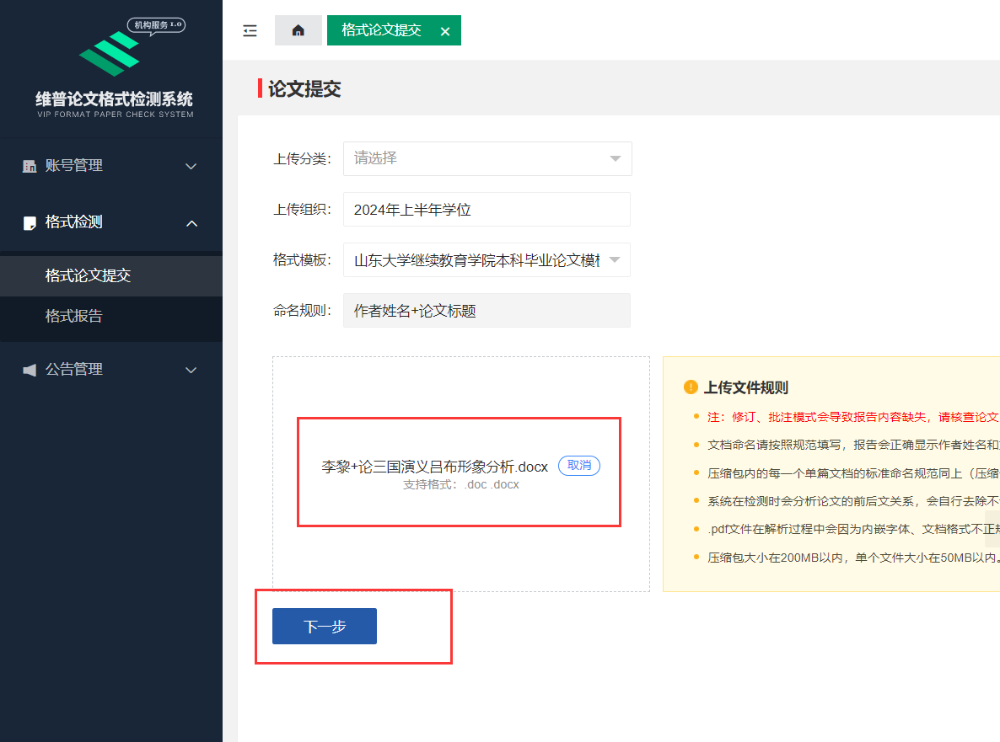 机构服务 1.0
维普论文格式检测系统
VIP FORMAT PAPER CHECK SYSTEM
账号管理
格式检测
格式论文提交
格式报告
公告管理
格式论文提交 ×
论文提交
上传分类： 请选择
上传组织： 2024年上半年学位
格式模板： 山东大学继续教育学院本科毕业论文模
命名规则： 作者姓名+论文标题
李黎+论三国演义吕布形象分析.docx 取消
支持格式：.doc .docx
下一步
上传文件规则
注：修订、批注模式会导致报告内容缺失，请核查论文
文档命名请按照规范填写，报告会正确显示作者姓名和
压缩包内的每一个单篇文档的标准命名规范同上（压缩
系统在检测时会分析论文的前后文关系，会自行去除不
.pdf文件在解析过程中会因为内嵌字体、文档格式不正
压缩包大小在200MB以内，单个文件大小在50MB以内。